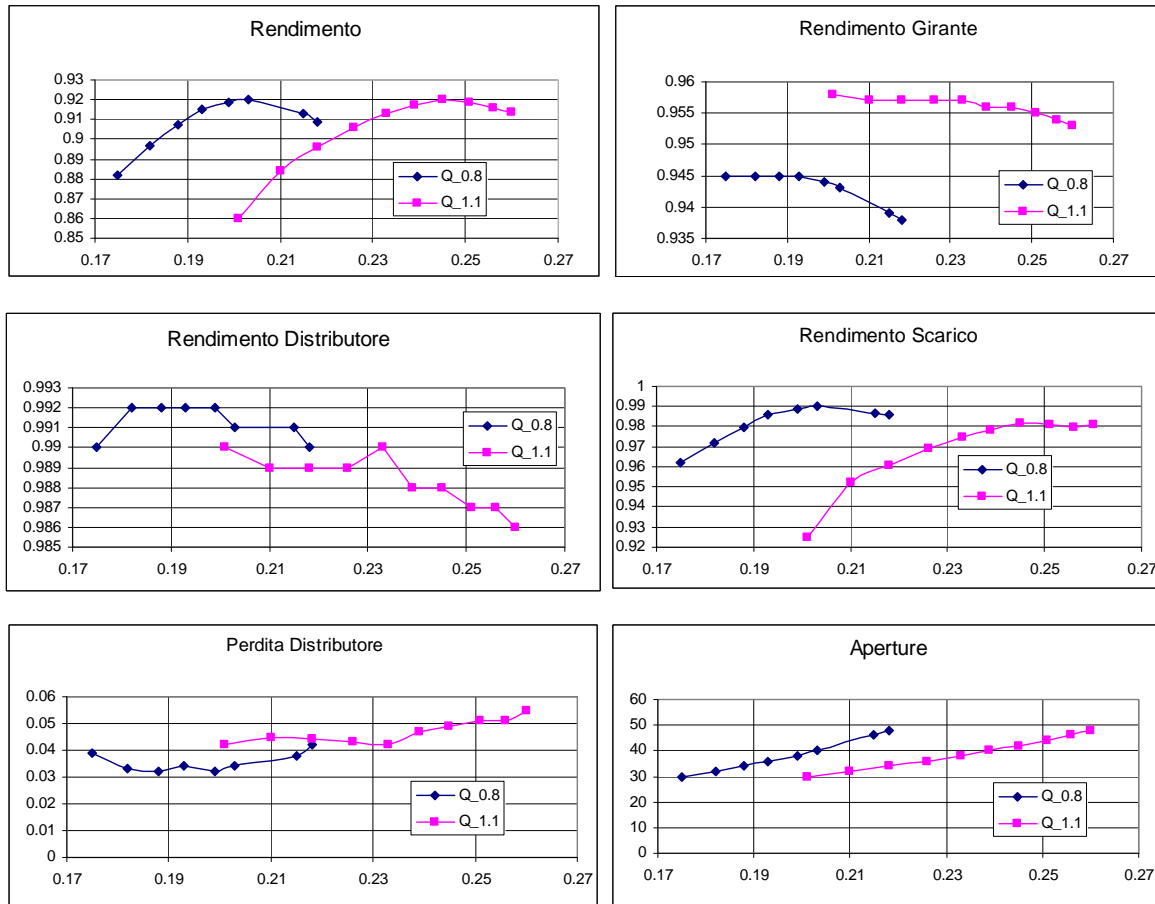 Rendimento
0.93
0.92
0.91
0.9
0.89
0.88
0.87
0.86
0.85
0.17 0.19 0.21 0.23 0.25 0.27
Q_0.8
Q_1.1
Rendimento Girante
0.96
0.955
0.95
0.945
0.94
0.935
0.17 0.19 0.21 0.23 0.25 0.27
Q_0.8
Q_1.1
Rendimento Distributore
0.993
0.992
0.991
0.99
0.989
0.988
0.987
0.986
0.985
0.17 0.19 0.21 0.23 0.25 0.27
Q_0.8
Q_1.1
Rendimento Scarico
1
0.99
0.98
0.97
0.96
0.95
0.94
0.93
0.92
0.17 0.19 0.21 0.23 0.25 0.27
Q_0.8
Q_1.1
Perdita Distributore
0.06
0.05
0.04
0.03
0.02
0.01
0
0.17 0.19 0.21 0.23 0.25 0.27
Q_0.8
Q_1.1
Aperture
60
50
40
30
20
10
0
0.17 0.19 0.21 0.23 0.25 0.27
Q_0.8
Q_1.1